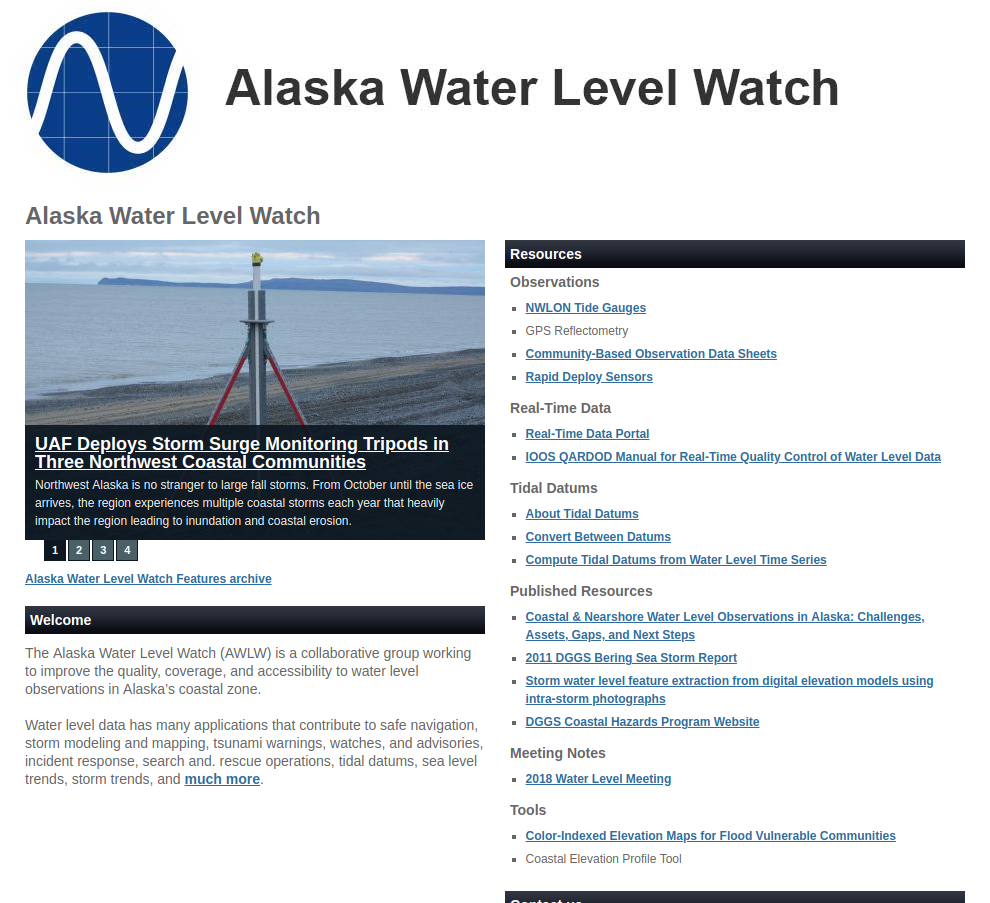 Alaska Water Level Watch
Alaska Water Level Watch
UAF Deploys Storm Surge Monitoring Tripods in
Three Northwest Coastal Communities
Northwest Alaska is no stranger to large fall storms. From October until the sea ice
arrives, the region experiences multiple coastal storms each year that heavily
impact the region leading to inundation and coastal erosion.
1 2 3 4
Alaska Water Level Watch Features archive
Welcome
The Alaska Water Level Watch (AWLW) is a collaborative group working
to improve the quality, coverage, and accessibility to water level
observations in Alaska's coastal zone.
Water level data has many applications that contribute to safe navigation,
storm modeling and mapping, tsunami warnings, watches, and advisories,
incident response, search and. rescue operations, tidal datums, sea level
trends, storm trends, and much more.
Resources
Observations
NWLON Tide Gauges
GPS Reflectometry
Community-Based Observation Data Sheets
Rapid Deploy Sensors
Real-Time Data
Real-Time Data Portal
IOOS QARDOD Manual for Real-Time Quality Control of Water Level Data
Tidal Datums
About Tidal Datums
Convert Between Datums
Compute Tidal Datums from Water Level Time Series
Published Resources
Coastal & Nearshore Water Level Observations in Alaska: Challenges,
Assets, Gaps, and Next Steps
2011 DGGS Bering Sea Storm Report
Storm water level feature extraction from digital elevation models using
intra-storm photographs
DGGS Coastal Hazards Program Website
Meeting Notes
2018 Water Level Meeting
Tools
Color-Indexed Elevation Maps for Flood Vulnerable Communities
Coastal Elevation Profile Tool
Contact us